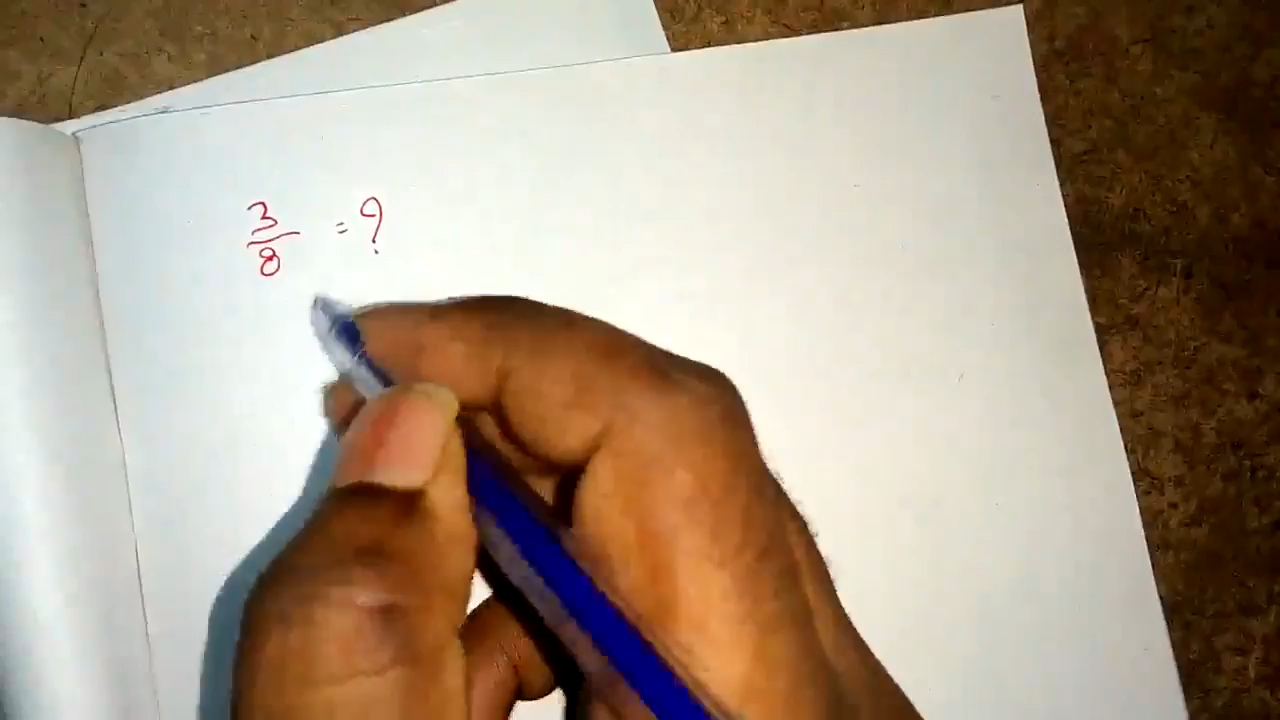 3/8 = ?